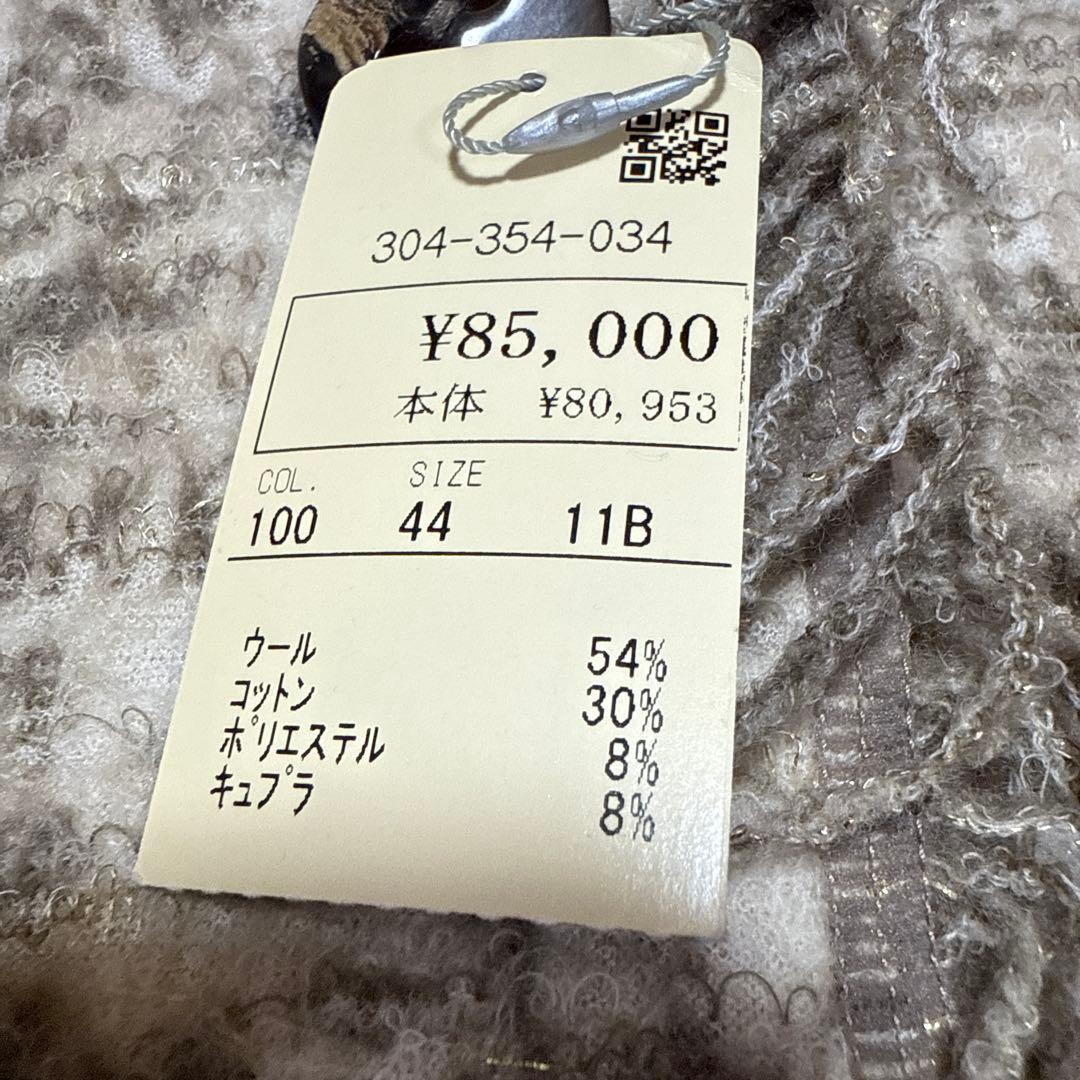 304-354-034
¥85,000
本体 ¥80,953
COL. SIZE
100 44 11B
ウール 54%
コットン 30%
ポリエステル 8%
キュプラ 8%